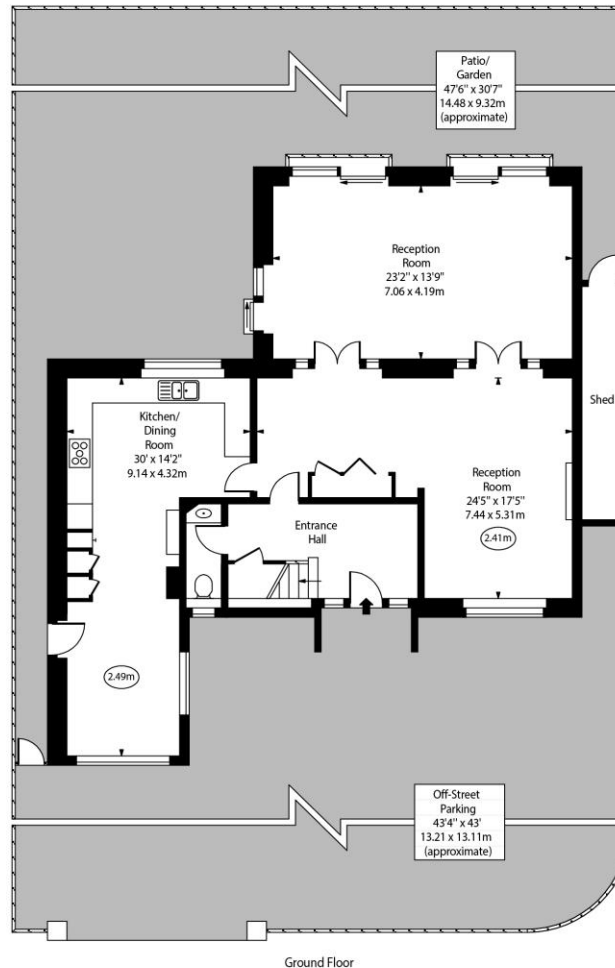 Patio/
Garden
47'6" x 30'7"
14.48 x 9.32m
(approximate)
Reception
Room
23'2" x 13'9"
7.06 x 4.19m
Shed
Kitchen/
Dining
Room
30' x 14'2"
9.14 x 4.32m
Reception
Room
24'5" x 17'5"
7.44 x 5.31m
2.41m
Entrance
Hall
2.49m
Off-Street
Parking
43'4" x 43'
13.21 x 13.11m
(approximate)
Ground Floor